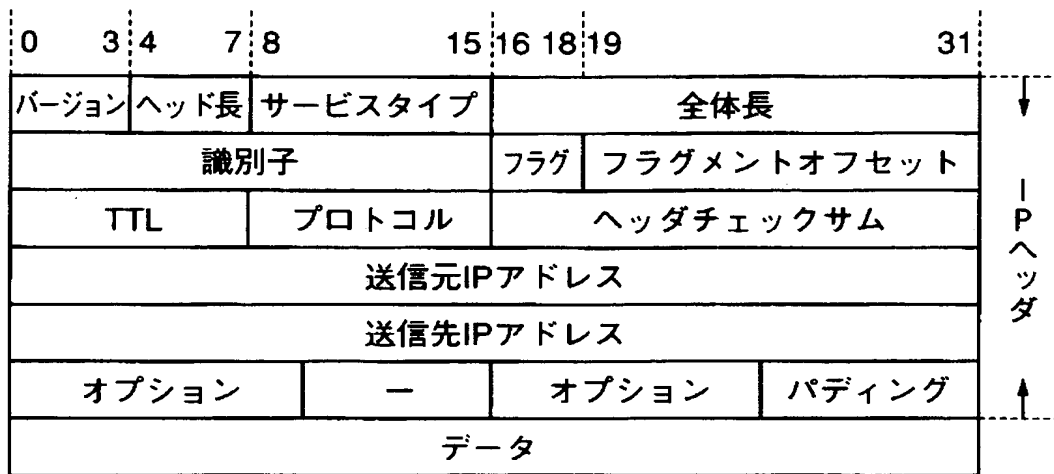 0 3 4 7 8 15 16 18 19 31
バージョン ヘッド長 サービスタイプ 全体長
識別子 フラグ フラグメントオフセット
TTL プロトコル ヘッダチェックサム
送信元IPアドレス
送信先IPアドレス
オプション ー オプション パディング
データ
IPヘッダ